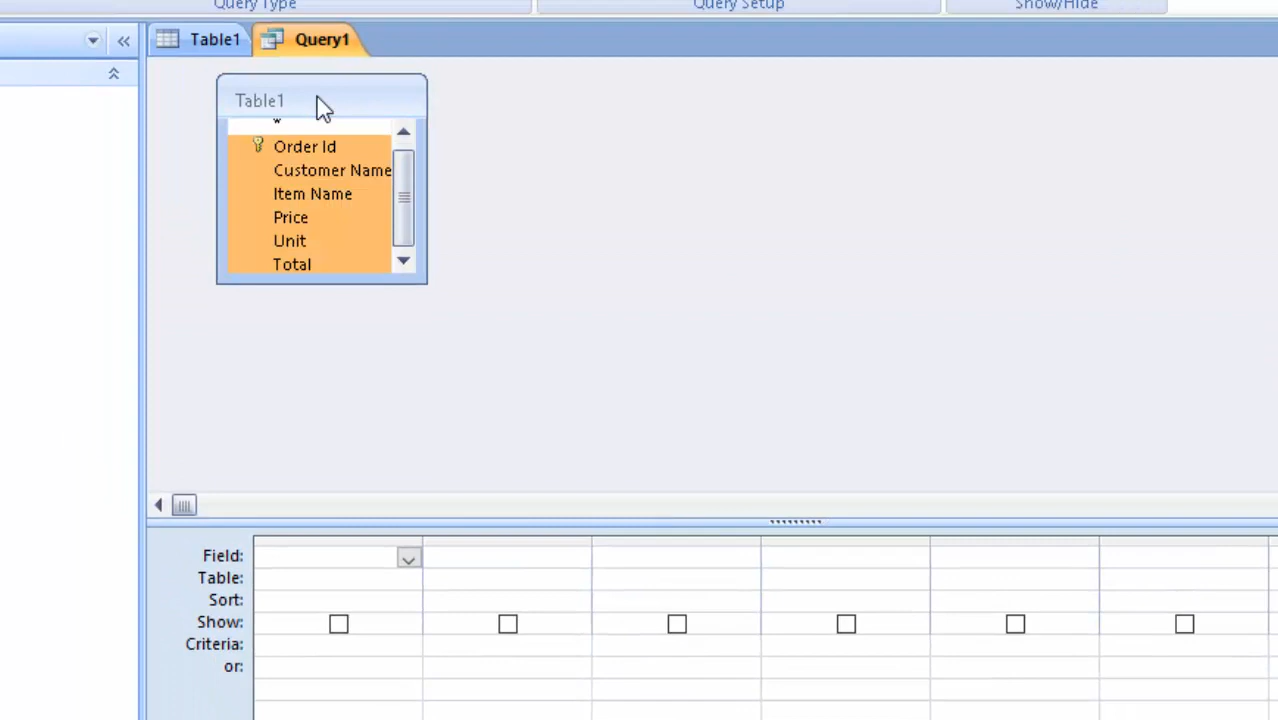 Query Type
Query Setup
Show/Hide
Table1
Query1
Table1
*
Order Id
Customer Name
Item Name
Price
Unit
Total
Field:
Table:
Sort:
Show:
Criteria:
or: